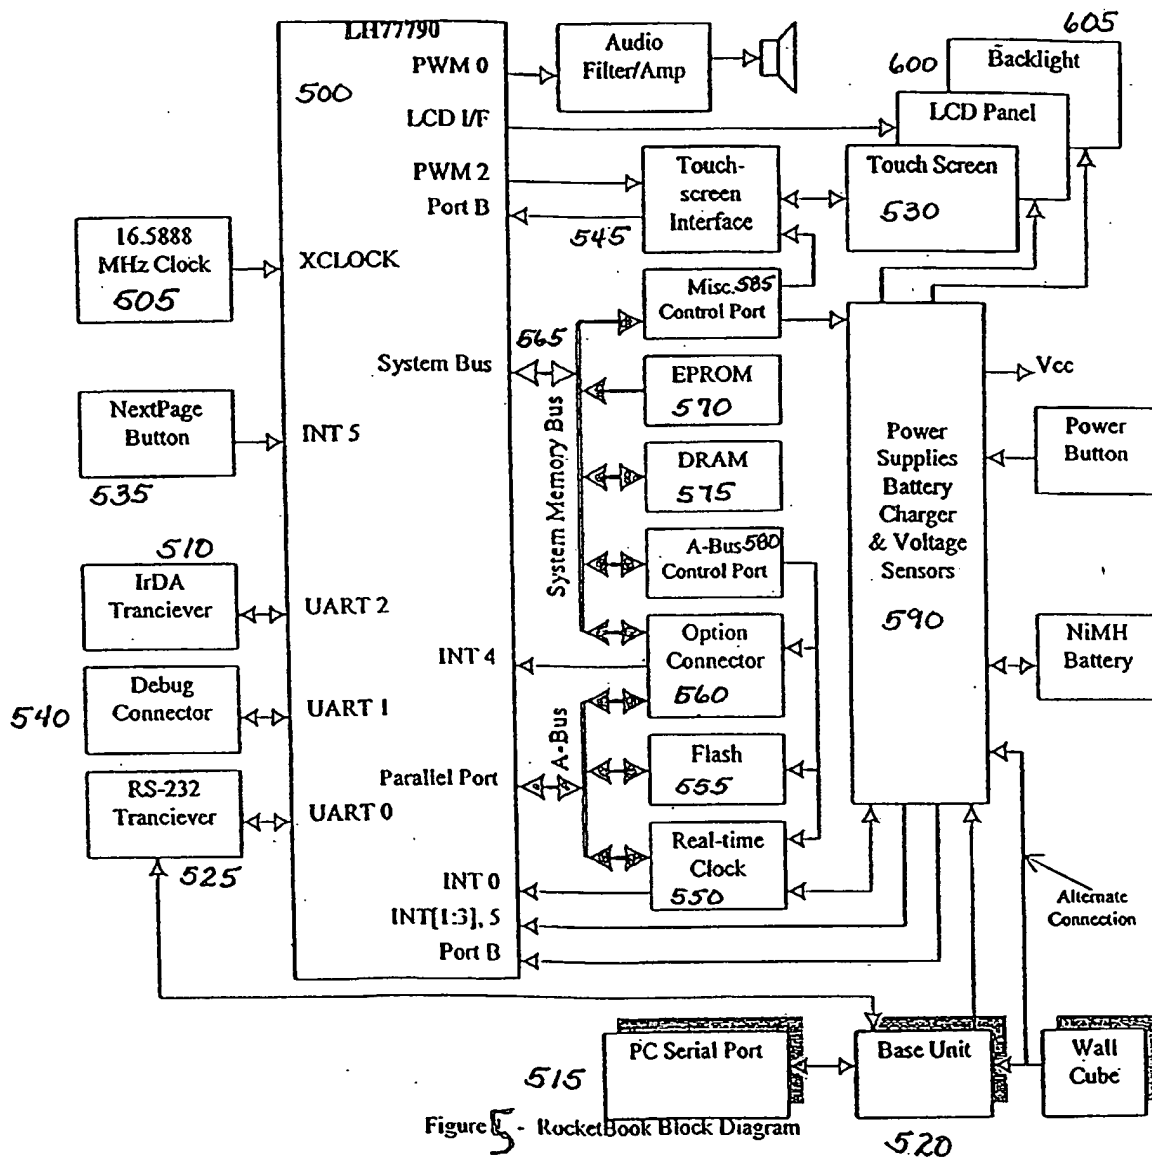 LH77790
500
PWM 0
LCD I/F
PWM 2
Port B
XCLOCK
System Bus
INT 5
UART 2
INT 4
UART 1
Parallel Port
UART 0
INT 0
INT[1:3], 5
Port B
Audio
Filter/Amp
605
600
Backlight
LCD Panel
Touch Screen
530
Touch-
screen
Interface
545
16.5888
MHz Clock
505
NextPage
Button
535
510
IrDA
Tranciever
Debug
Connector
540
RS-232
Tranciever
525
565
System Memory Bus
Misc. 585
Control Port
EPROM
570
DRAM
575
A-Bus 580
Control Port
Option
Connector
560
A-Bus
Flash
555
Real-time
Clock
550
Power
Supplies
Battery
Charger
& Voltage
Sensors
590
Vcc
Power
Button
NiMH
Battery
Alternate
Connection
PC Serial Port
515
Base Unit
520
Wall
Cube
Figure 5 - RocketBook Block Diagram